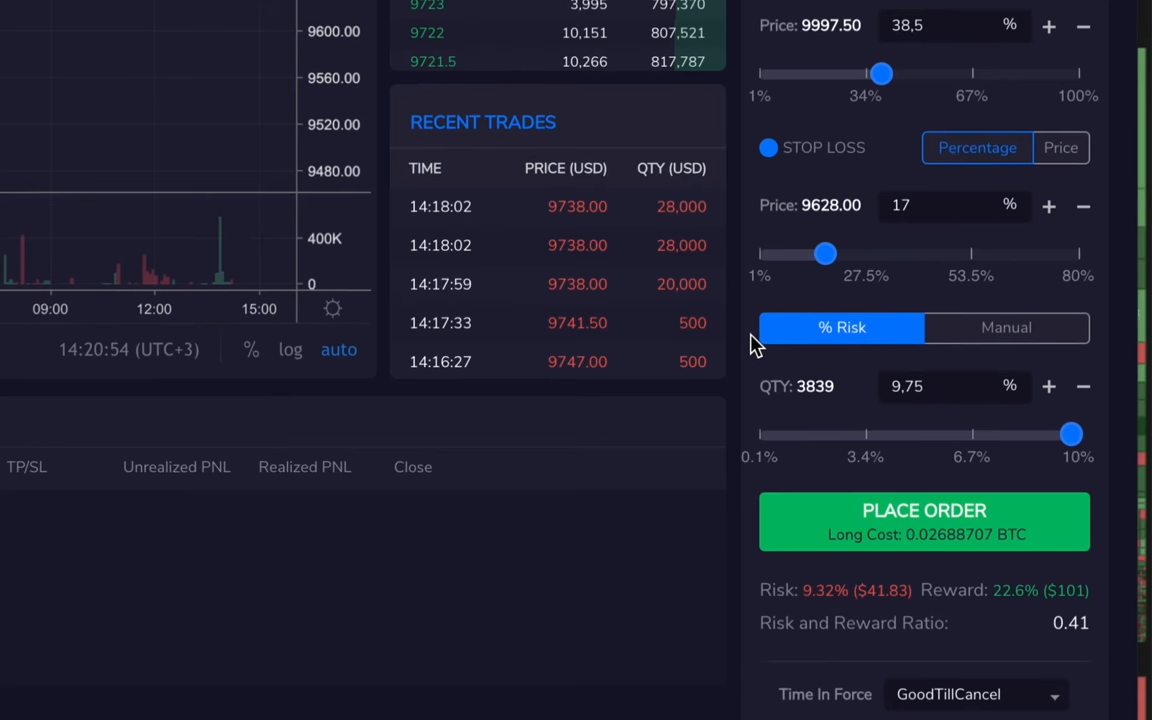 9723 3,995 797,370
9722 10,151 807,521
9721.5 10,266 817,787
9600.00
9560.00
9520.00
9480.00
400K
0
09:00 12:00 15:00
14:20:54 (UTC+3) % log auto
RECENT TRADES
TIME PRICE (USD) QTY (USD)
14:18:02 9738.00 28,000
14:18:02 9738.00 28,000
14:17:59 9738.00 20,000
14:17:33 9741.50 500
14:16:27 9747.00 500
TP/SL Unrealized PNL Realized PNL Close
Price: 9997.50 38,5 % + −
1% 34% 67% 100%
STOP LOSS Percentage Price
Price: 9628.00 17 % + −
1% 27.5% 53.5% 80%
% Risk Manual
QTY: 3839 9,75 % + −
0.1% 3.4% 6.7% 10%
PLACE ORDER
Long Cost: 0.02688707 BTC
Risk: 9.32% ($41.83) Reward: 22.6% ($101)
Risk and Reward Ratio: 0.41
Time In Force GoodTillCancel